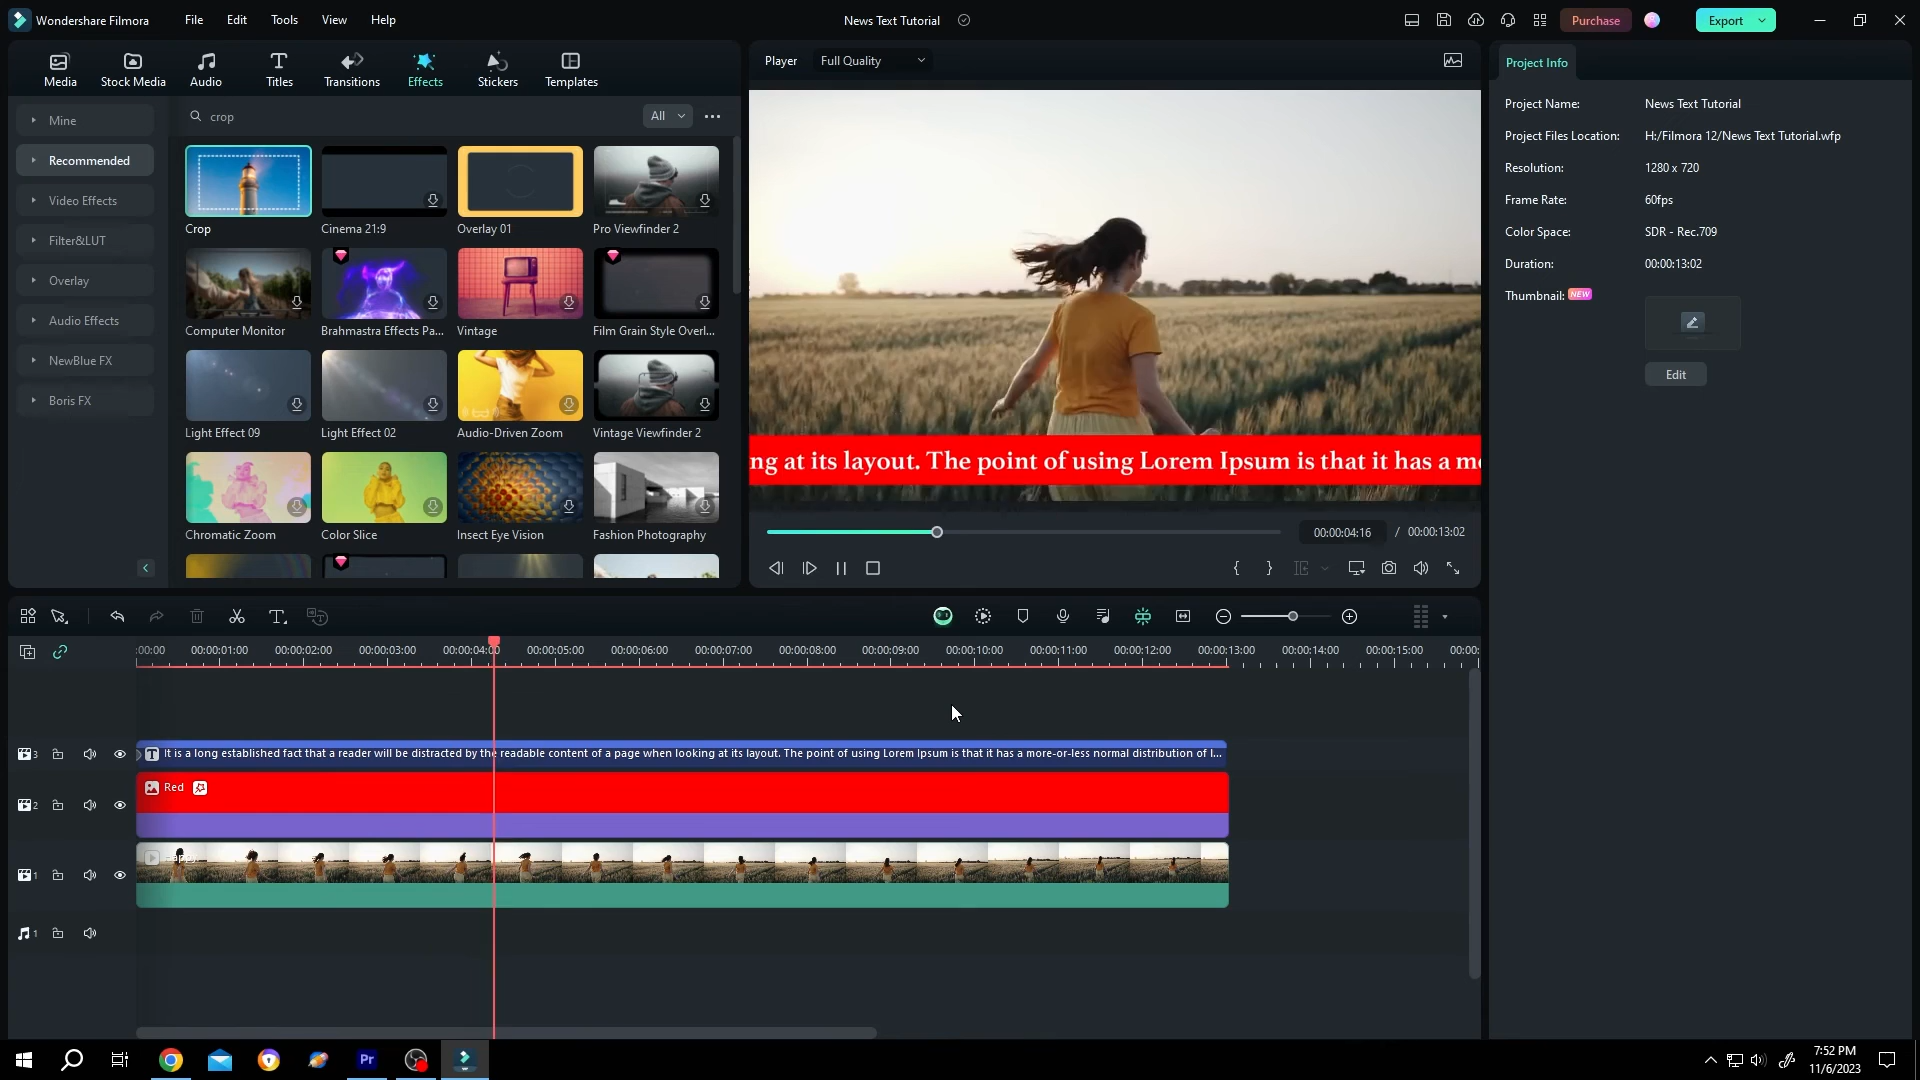 Wondershare Filmora
File
Edit
Tools
View
Help
News Text Tutorial
Purchase
Export
Media
Stock Media
Audio
Titles
Transitions
Effects
Stickers
Templates
Mine
Recommended
Video Effects
Filter&LUT
Overlay
Audio Effects
NewBlue FX
Boris FX
crop
All
Crop
Cinema 21:9
Overlay 01
Pro Viewfinder 2
Computer Monitor
Brahmastra Effects Pa...
Vintage
Film Grain Style Overl...
Light Effect 09
Light Effect 02
Audio-Driven Zoom
Vintage Viewfinder 2
Chromatic Zoom
Color Slice
Insect Eye Vision
Fashion Photography
Player
Full Quality
ng at its layout. The point of using Lorem Ipsum is that it has a m
00:00:04:16 / 00:00:13:02
Project Info
Project Name: News Text Tutorial
Project Files Location: H:/Filmora 12/News Text Tutorial.wfp
Resolution: 1280 x 720
Frame Rate: 60fps
Color Space: SDR - Rec.709
Duration: 00:00:13:02
Thumbnail: NEW
Edit
:00:00 00:00:01:00 00:00:02:00 00:00:03:00 00:00:04:00 00:00:05:00 00:00:06:00 00:00:07:00 00:00:08:00 00:00:09:00 00:00:10:00 00:00:11:00 00:00:12:00 00:00:13:00 00:00:14:00 00:00:15:00 00:00:
3
T It is a long established fact that a reader will be distracted by the readable content of a page when looking at its layout. The point of using Lorem Ipsum is that it has a more-or-less normal distribution of l...
2
Red
1
1
Pr
7:52 PM
11/6/2023